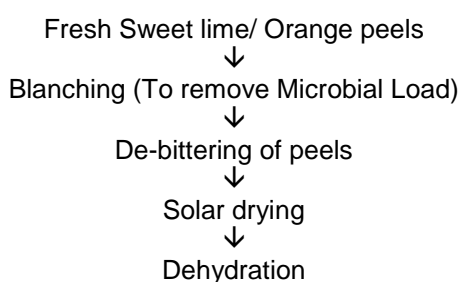 Fresh Sweet lime/ Orange peels
↓
Blanching (To remove Microbial Load)
↓
De-bittering of peels
↓
Solar drying
↓
Dehydration